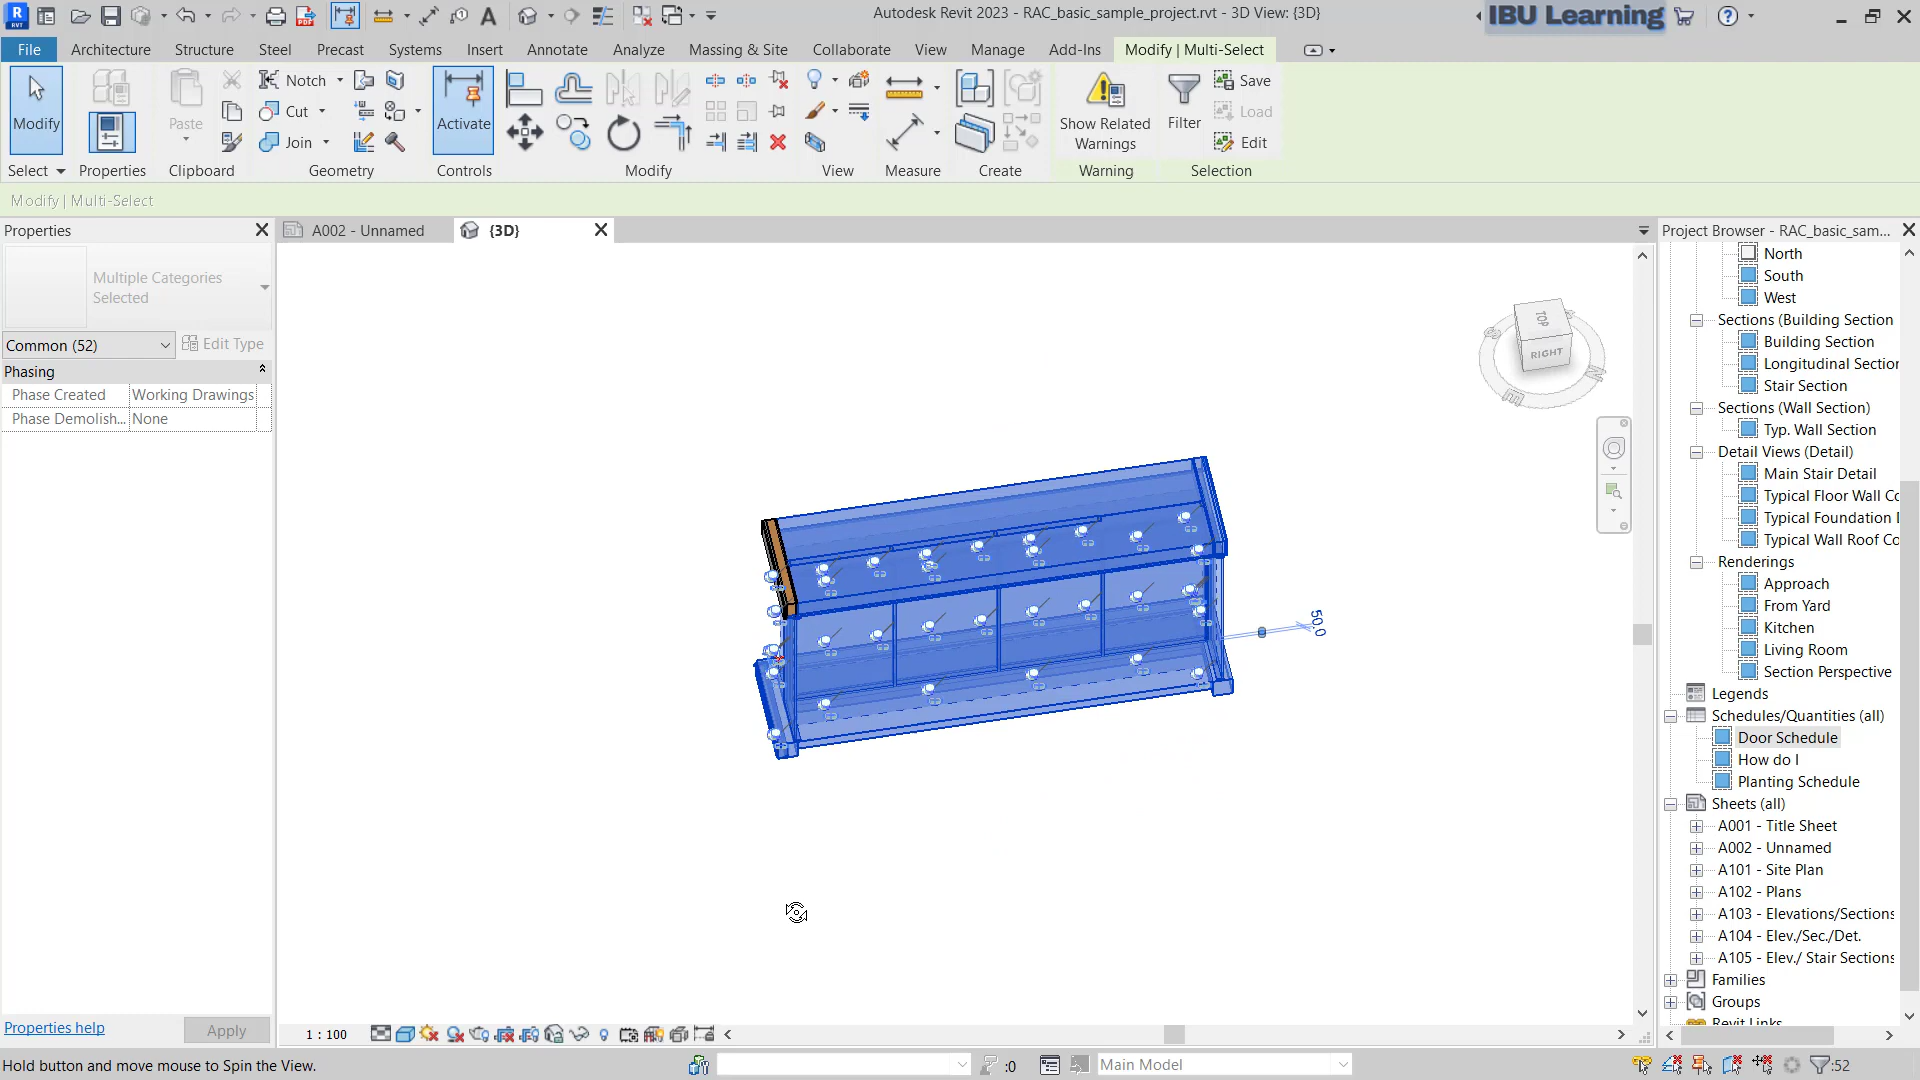 Autodesk Revit 2023 - RAC_basic_sample_project.rvt - 3D View: {3D}
IBU Learning
File
Architecture
Structure
Steel
Precast
Systems
Insert
Annotate
Analyze
Massing & Site
Collaborate
View
Manage
Add-Ins
Modify | Multi-Select
Modify
Paste
Notch
Cut
Join
Activate
Show Related
Warnings
Filter
Save
Load
Edit
Select
Properties
Clipboard
Geometry
Controls
Modify
View
Measure
Create
Warning
Selection
Modify | Multi-Select
Properties
A002 - Unnamed
{3D}
Project Browser - RAC_basic_sam...
Multiple Categories
Selected
Common (52)
Edit Type
Phasing
Phase Created
Working Drawings
Phase Demolish...
None
TOP
RIGHT
E
50.0
North
South
West
Sections (Building Section
Building Section
Longitudinal Section
Stair Section
Sections (Wall Section)
Typ. Wall Section
Detail Views (Detail)
Main Stair Detail
Typical Floor Wall Co
Typical Foundation D
Typical Wall Roof Co
Renderings
Approach
From Yard
Kitchen
Living Room
Section Perspective
Legends
Schedules/Quantities (all)
Door Schedule
How do I
Planting Schedule
Sheets (all)
A001 - Title Sheet
A002 - Unnamed
A101 - Site Plan
A102 - Plans
A103 - Elevations/Sections
A104 - Elev./Sec./Det.
A105 - Elev./ Stair Sections
Families
Groups
Revit Links
Properties help
Apply
1 : 100
Hold button and move mouse to Spin the View.
:0
Main Model
:52